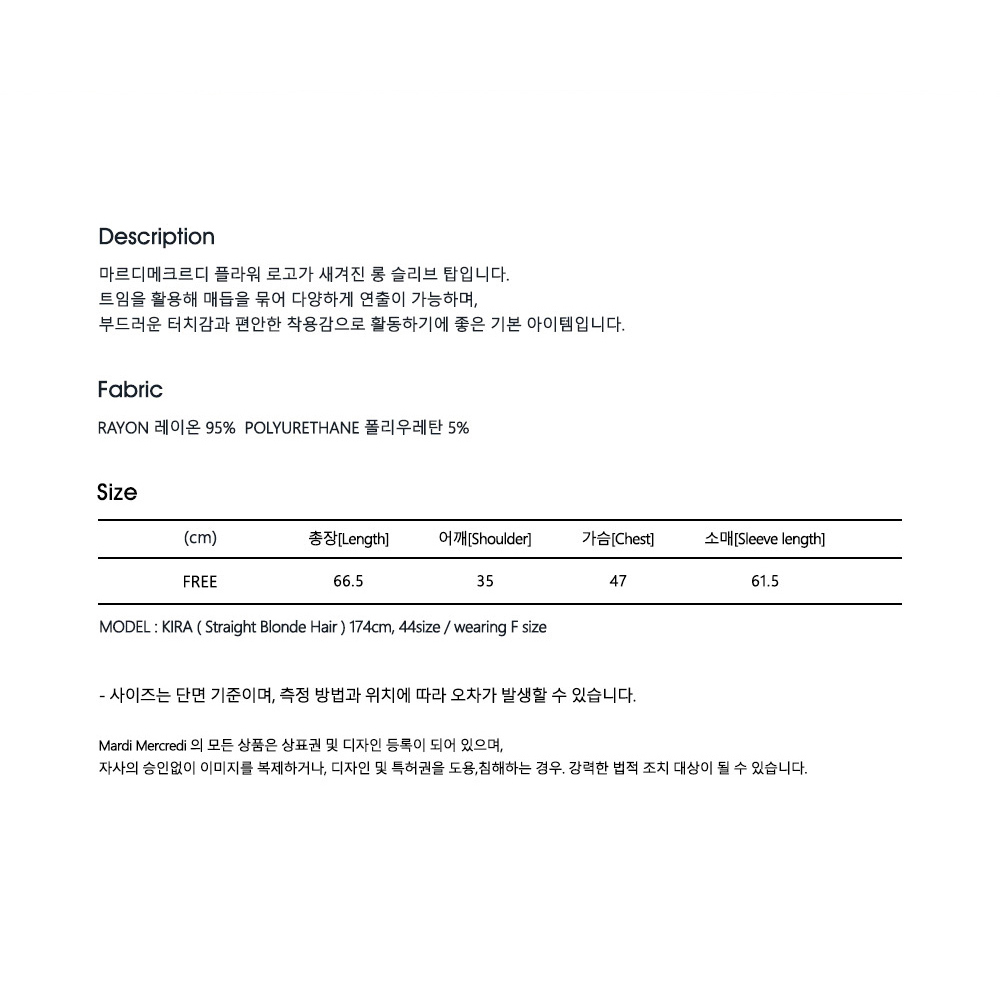 Description
마르디메크르디 플라워 로고가 새겨진 롱 슬리브 탑입니다.
트임을 활용해 매듭을 묶어 다양하게 연출이 가능하며,
부드러운 터치감과 편안한 착용감으로 활동하기에 좋은 기본 아이템입니다.
Fabric
RAYON 레이온 95% POLYURETHANE 폴리우레탄 5%
Size
(cm) 총장[Length] 어깨[Shoulder] 가슴[Chest] 소매[Sleeve length]
FREE 66.5 35 47 61.5
MODEL : KIRA ( Straight Blonde Hair ) 174cm, 44size / wearing F size
- 사이즈는 단면 기준이며, 측정 방법과 위치에 따라 오차가 발생할 수 있습니다.
Mardi Mercredi 의 모든 상품은 상표권 및 디자인 등록이 되어 있으며,
자사의 승인없이 이미지를 복제하거나, 디자인 및 특허권을 도용,침해하는 경우. 강력한 법적 조치 대상이 될 수 있습니다.